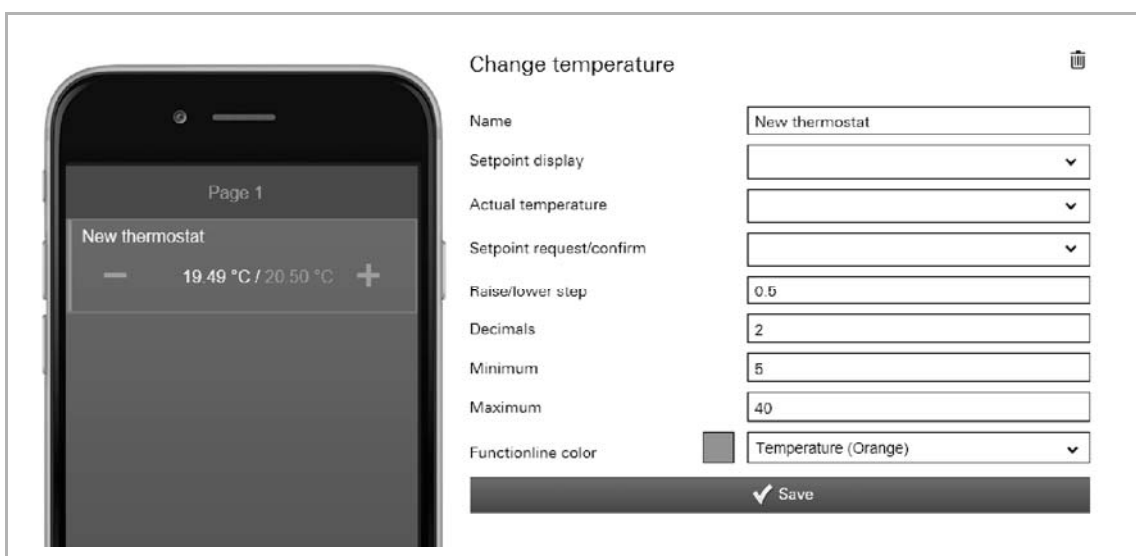 Page 1
New thermostat
19.49 °C / 20.50 °C
Change temperature
Name New thermostat
Setpoint display
Actual temperature
Setpoint request/confirm
Raise/lower step 0.5
Decimals 2
Minimum 5
Maximum 40
Functionline color Temperature (Orange)
Save